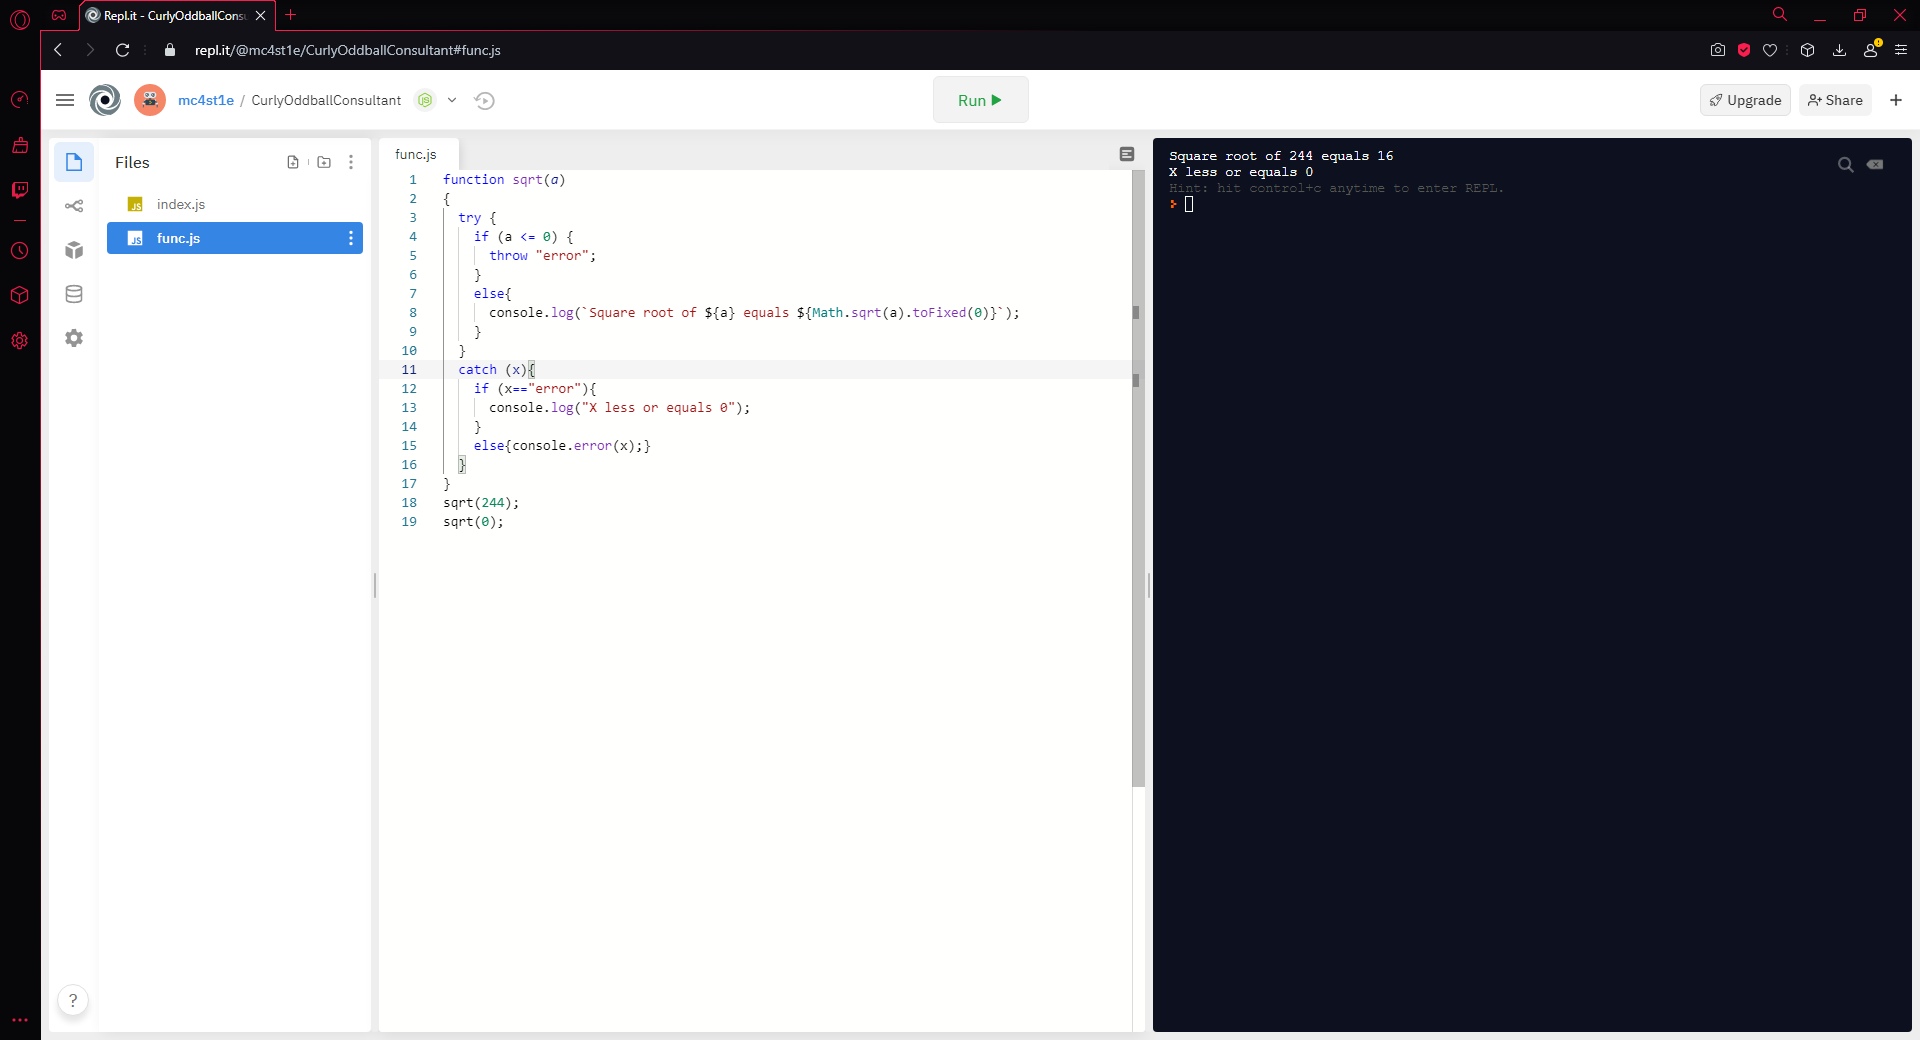 Repl.it - CurlyOddballConsu
repl.it/@mc4st1e/CurlyOddballConsultant#func.js
mc4st1e / CurlyOddballConsultant
Run
Upgrade
Share
Files
index.js
func.js
func.js
1 function sqrt(a)
2 {
3 try {
4 if (a <= 0) {
5 throw "error";
6 }
7 else{
8 console.log(`Square root of ${a} equals ${Math.sqrt(a).toFixed(0)}`);
9 }
10 }
11 catch (x){
12 if (x=="error"){
13 console.log("X less or equals 0");
14 }
15 else{console.error(x);}
16 }
17 }
18 sqrt(244);
19 sqrt(0);
Square root of 244 equals 16
X less or equals 0
Hint: hit control+c anytime to enter REPL.
?